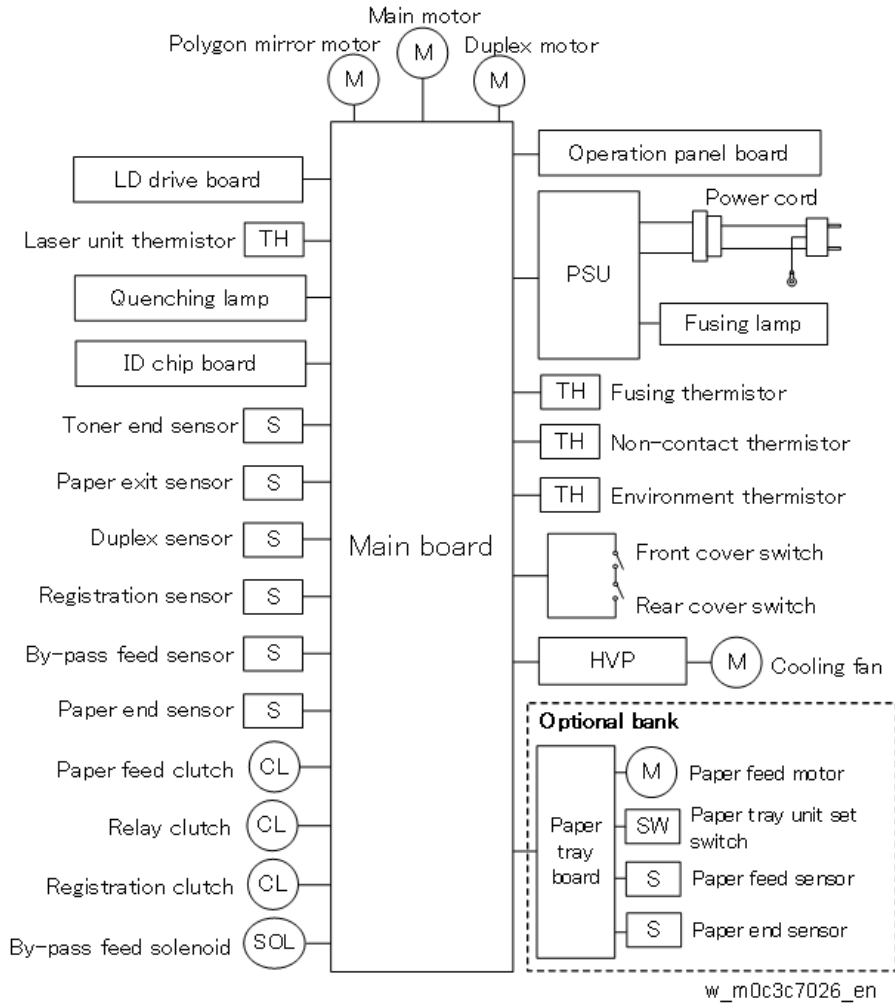 Main motor
Polygon mirror motor
Duplex motor
M
M
M
LD drive board
Laser unit thermistor
TH
Quenching lamp
ID chip board
Toner end sensor
S
Paper exit sensor
S
Duplex sensor
S
Registration sensor
S
By-pass feed sensor
S
Paper end sensor
S
Paper feed clutch
CL
Relay clutch
CL
Registration clutch
CL
By-pass feed solenoid
SOL
Main board
Operation panel board
Power cord
PSU
Fusing lamp
TH
Fusing thermistor
TH
Non-contact thermistor
TH
Environment thermistor
Front cover switch
Rear cover switch
HVP
M
Cooling fan
Optional bank
Paper
tray
board
M
Paper feed motor
SW
Paper tray unit set
switch
S
Paper feed sensor
S
Paper end sensor
w_m0c3c7026_en